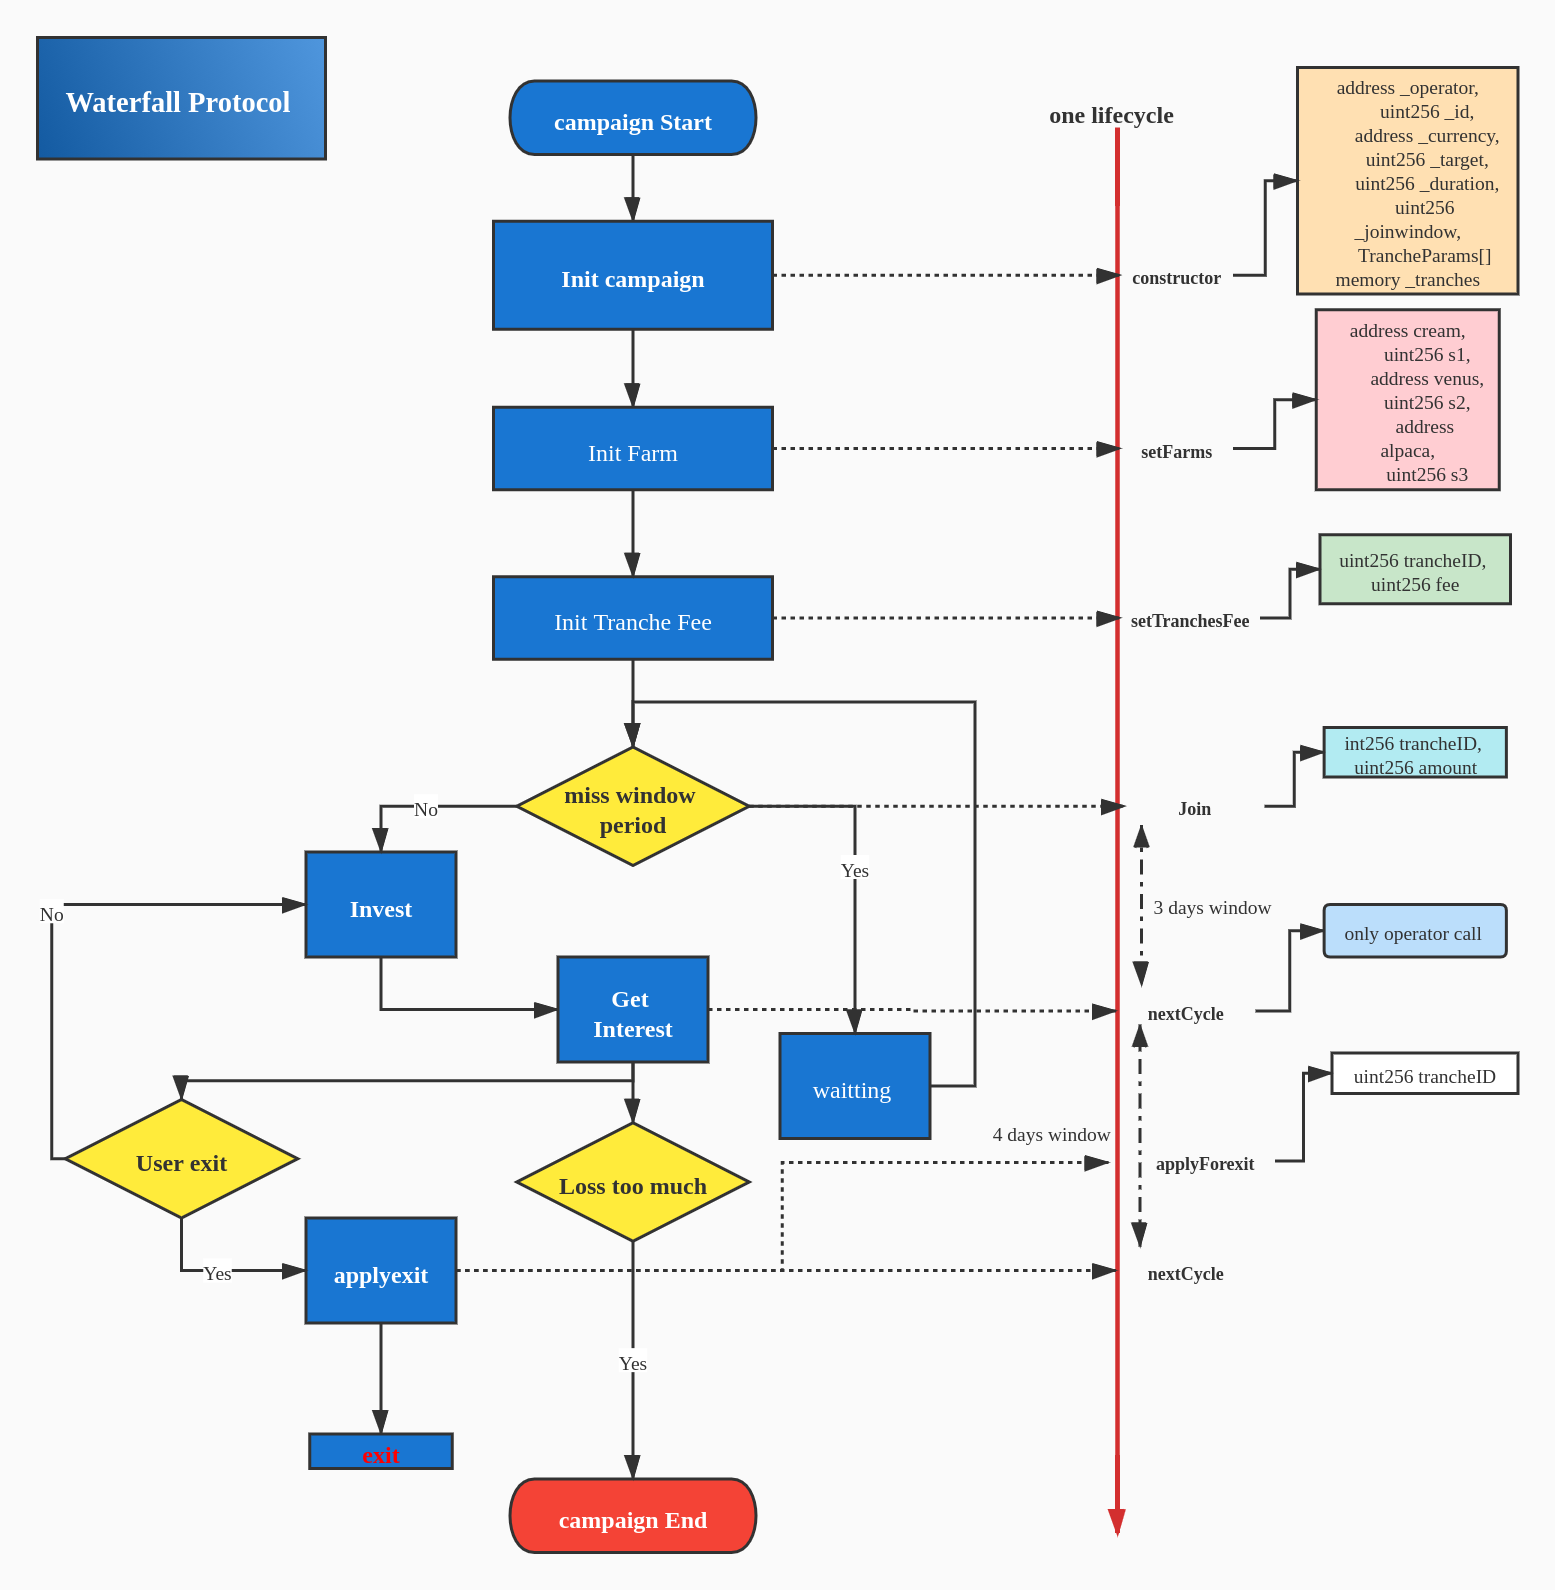 Waterfall Protocol
campaign Start
one lifecycle
address _operator,
uint256 _id,
address _currency,
uint256 _target,
uint256 _duration,
uint256
_joinwindow,
TrancheParams[]
memory _tranches
Init campaign
constructor
address cream,
uint256 s1,
address venus,
uint256 s2,
address
alpaca,
uint256 s3
Init Farm
setFarms
uint256 trancheID,
uint256 fee
Init Tranche Fee
setTranchesFee
int256 trancheID,
uint256 amount
miss window
period
No
Join
Yes
Invest
No
3 days window
only operator call
Get
Interest
nextCycle
waitting
uint256 trancheID
4 days window
User exit
Loss too much
applyForexit
Yes
applyexit
nextCycle
Yes
exit
campaign End